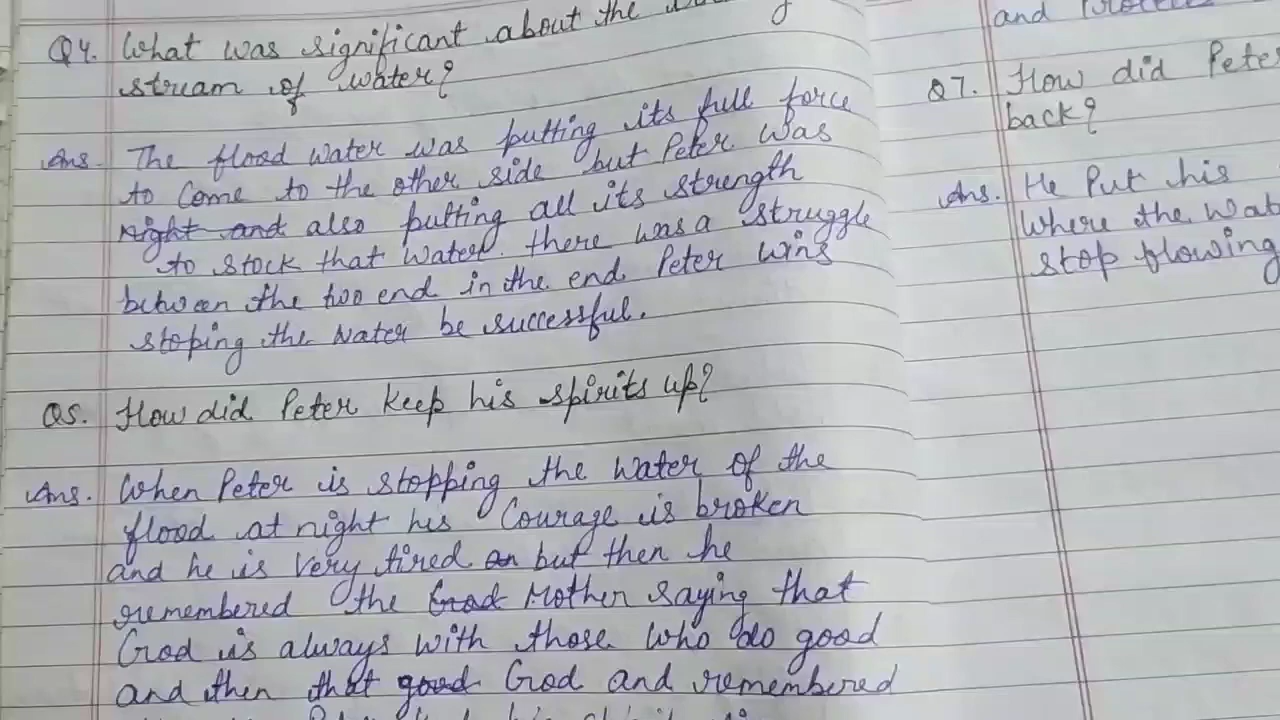 Q4. What was significant about the
stream of water?
Ans. The flood water was putting its full force
to come to the other side but Peter was
right and also putting all its strength
to stock that water. there was a struggle
between the two end in the end Peter wins
stoping the water be successful.
Q5. How did Peter keep his spirits up?
Ans. When Peter is stopping the water of the
flood at night his courage is broken
and he is very tired but then he
remembered the God Mother saying that
God is always with those who do good
and then that good God and remembered
and
Q7. How did Peter
back?
Ans. He Put his
where the wat
stop flowing